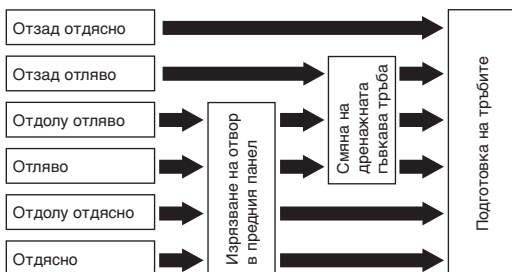 Отзад отдясно
Отзад отляво
Отдолу отляво
Отляво
Отдолу отдясно
Отдясно
Изрязване на отвор
в предния панел
Смяна на
дренажната
гъвкава тръба
Подготовка на тръбите